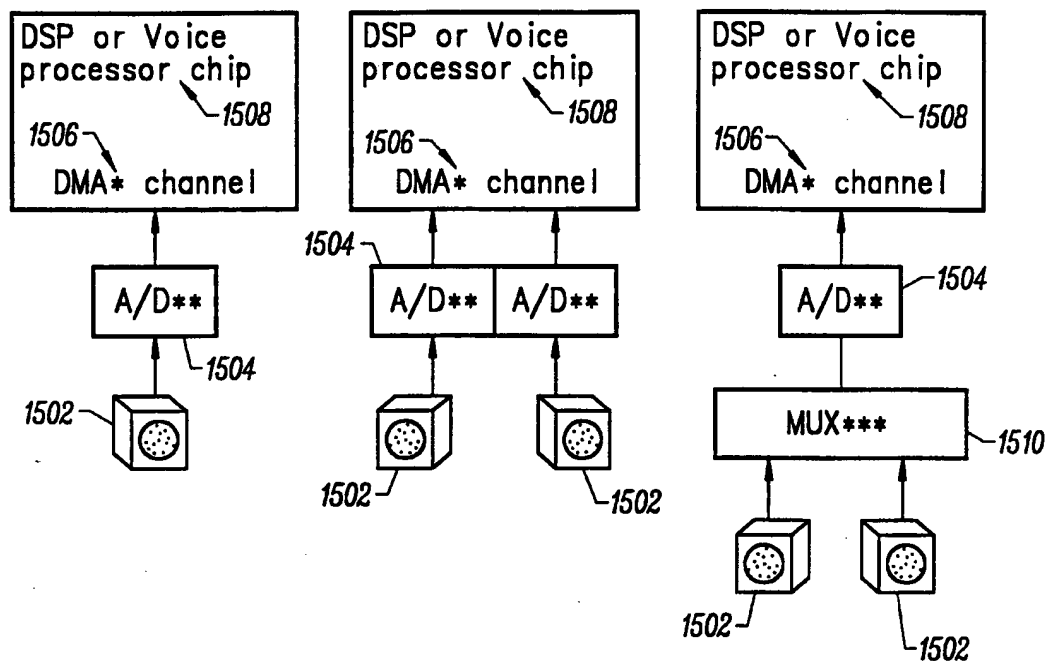 DSP or Voice
processor chip
1508
1506
DMA* channel
A/D**
1504
1502
DSP or Voice
processor chip
1508
1506
DMA* channel
1504
A/D** A/D**
1502
1502
DSP or Voice
processor chip
1508
1506
DMA* channel
A/D**
1504
MUX***
1510
1502
1502